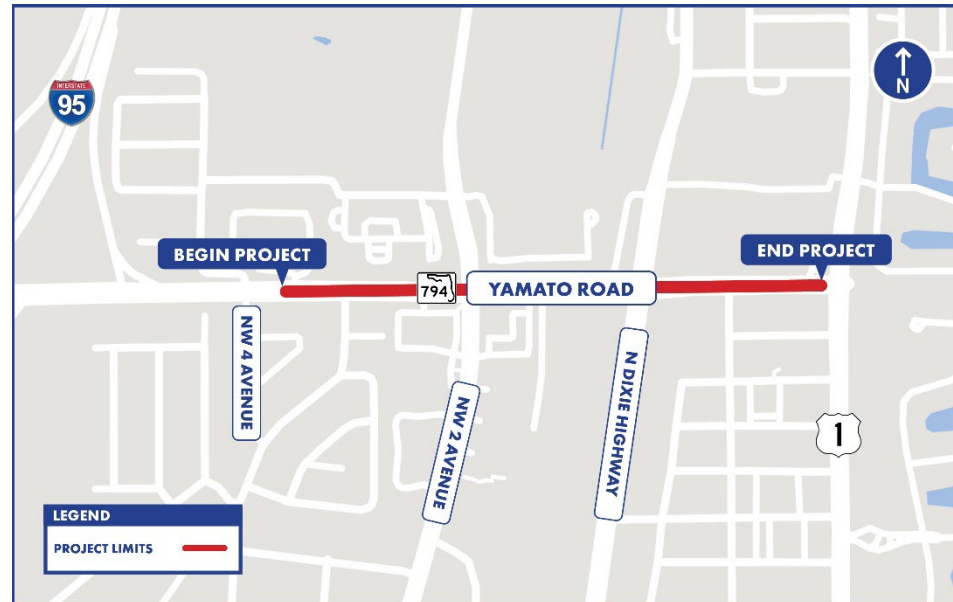 INTERSTATE
95
N
BEGIN PROJECT
END PROJECT
794
YAMATO ROAD
NW 4 AVENUE
NW 2 AVENUE
N DIXIE HIGHWAY
1
LEGEND
PROJECT LIMITS